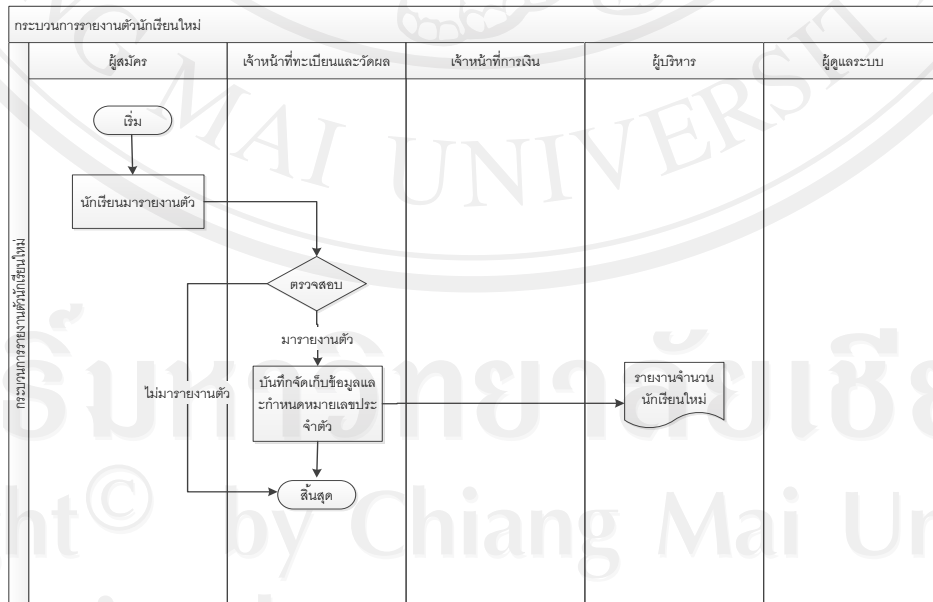 กระบวนการรายงานตัวนักเรียนใหม่
ผู้สมัคร
เจ้าหน้าที่ทะเบียนและวัดผล
เจ้าหน้าที่การเงิน
ผู้บริหาร
ผู้ดูแลระบบ
กระบวนการรายงานตัวนักเรียนใหม่
เริ่ม
นักเรียนมารายงานตัว
ตรวจสอบ
มารายงานตัว
ไม่มารายงานตัว
บันทึกจัดเก็บข้อมูลแล
ะกำหนดหมายเลขประ
จำตัว
รายงานจำนวน
นักเรียนใหม่
สิ้นสุด
MAI UNIVERSIT
ht© by Chiang Mai Un